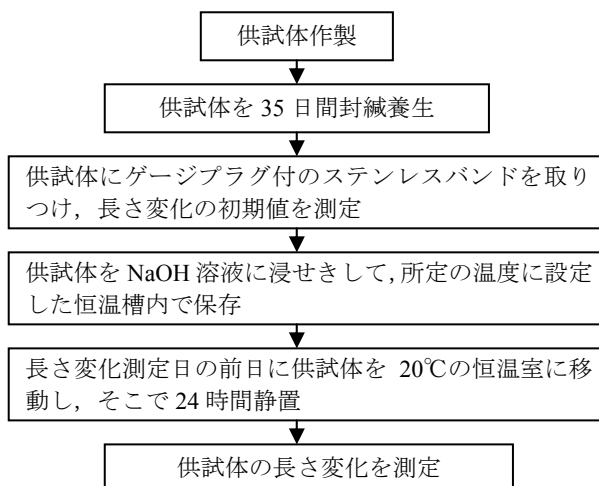 供試体作製
供試体を 35 日間封緘養生
供試体にゲージプラグ付のステンレスバンドを取り
つけ，長さ変化の初期値を測定
供試体を NaOH 溶液に浸せきして,所定の温度に設定
した恒温槽内で保存
長さ変化測定日の前日に供試体を 20℃の恒温室に移
動し，そこで 24 時間静置
供試体の長さ変化を測定